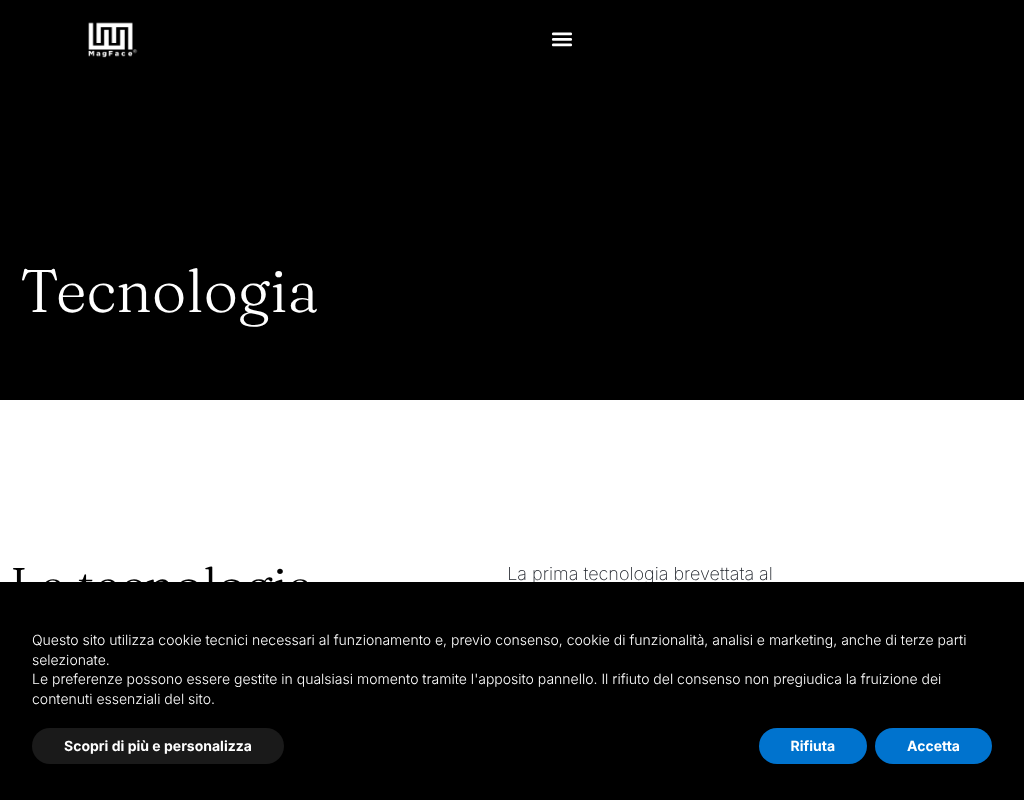 MagFace®
Tecnologia
La tecnologia
La prima tecnologia brevettata al
Questo sito utilizza cookie tecnici necessari al funzionamento e, previo consenso, cookie di funzionalità, analisi e marketing, anche di terze parti
selezionate.
Le preferenze possono essere gestite in qualsiasi momento tramite l'apposito pannello. Il rifiuto del consenso non pregiudica la fruizione dei
contenuti essenziali del sito.
Scopri di più e personalizza
Rifiuta
Accetta